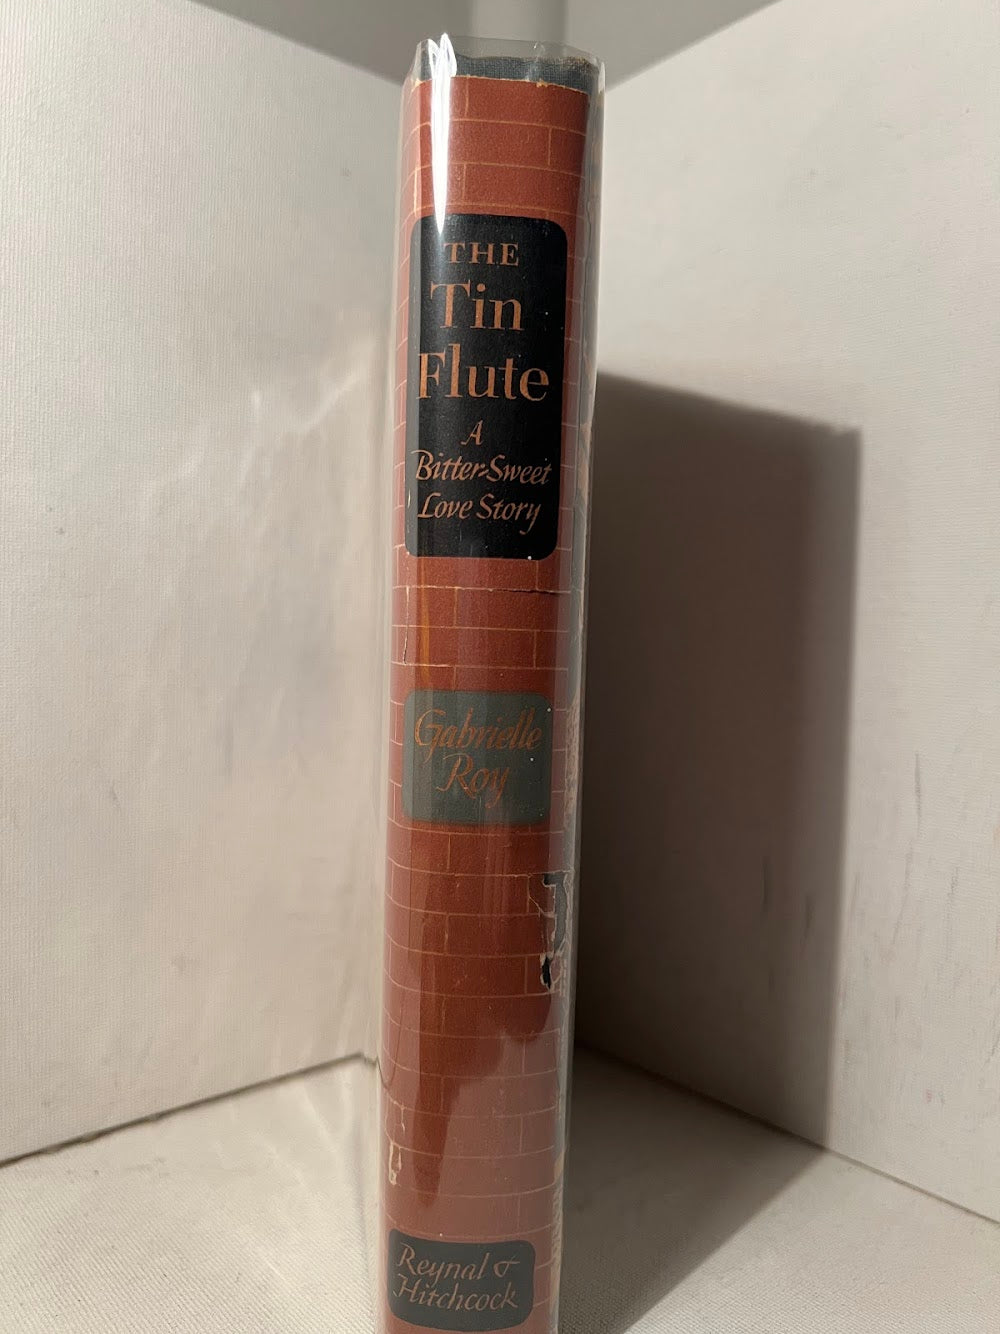 THE
Tin
Flute
A
Bitter-Sweet
Love Story
Gabrielle
Roy
Reynal &
Hitchcock